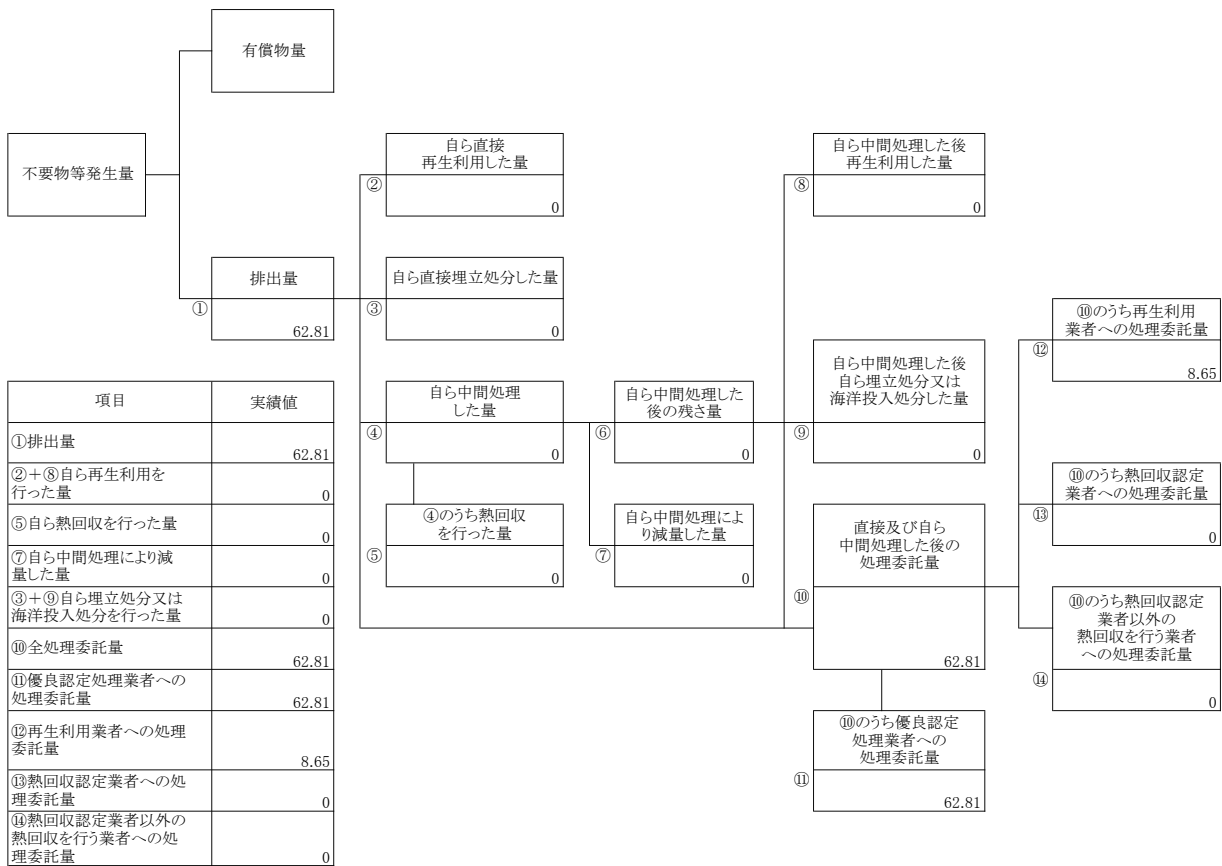 有償物量
不要物等発生量
自ら直接
再生利用した量
②
0
自ら中間処理した後
再生利用した量
⑧
0
排出量
①
62.81
自ら直接埋立処分した量
③
0
⑩のうち再生利用
業者への処理委託量
⑫
8.65
自ら中間処理
した量
④
0
自ら中間処理した
後の残さ量
⑥
0
自ら中間処理した後
自ら埋立処分又は
海洋投入処分した量
⑨
0
⑩のうち熱回収認定
業者への処理委託量
⑬
0
④のうち熱回収
を行った量
⑤
0
自ら中間処理によ
り減量した量
⑦
0
直接及び自ら
中間処理した後の
処理委託量
⑩
62.81
⑩のうち熱回収認定
業者以外の
熱回収を行う業者
への処理委託量
⑭
0
⑩のうち優良認定
処理業者への
処理委託量
⑪
62.81
項目 実績値
①排出量 62.81
②+⑧自ら再生利用を
行った量 0
⑤自ら熱回収を行った量 0
⑦自ら中間処理により減
量した量 0
③+⑨自ら埋立処分又は
海洋投入処分を行った量 0
⑩全処理委託量 62.81
⑪優良認定処理業者への
処理委託量 62.81
⑫再生利用業者への処理
委託量 8.65
⑬熱回収認定業者への処
理委託量 0
⑭熱回収認定業者以外の
熱回収を行う業者への処
理委託量 0